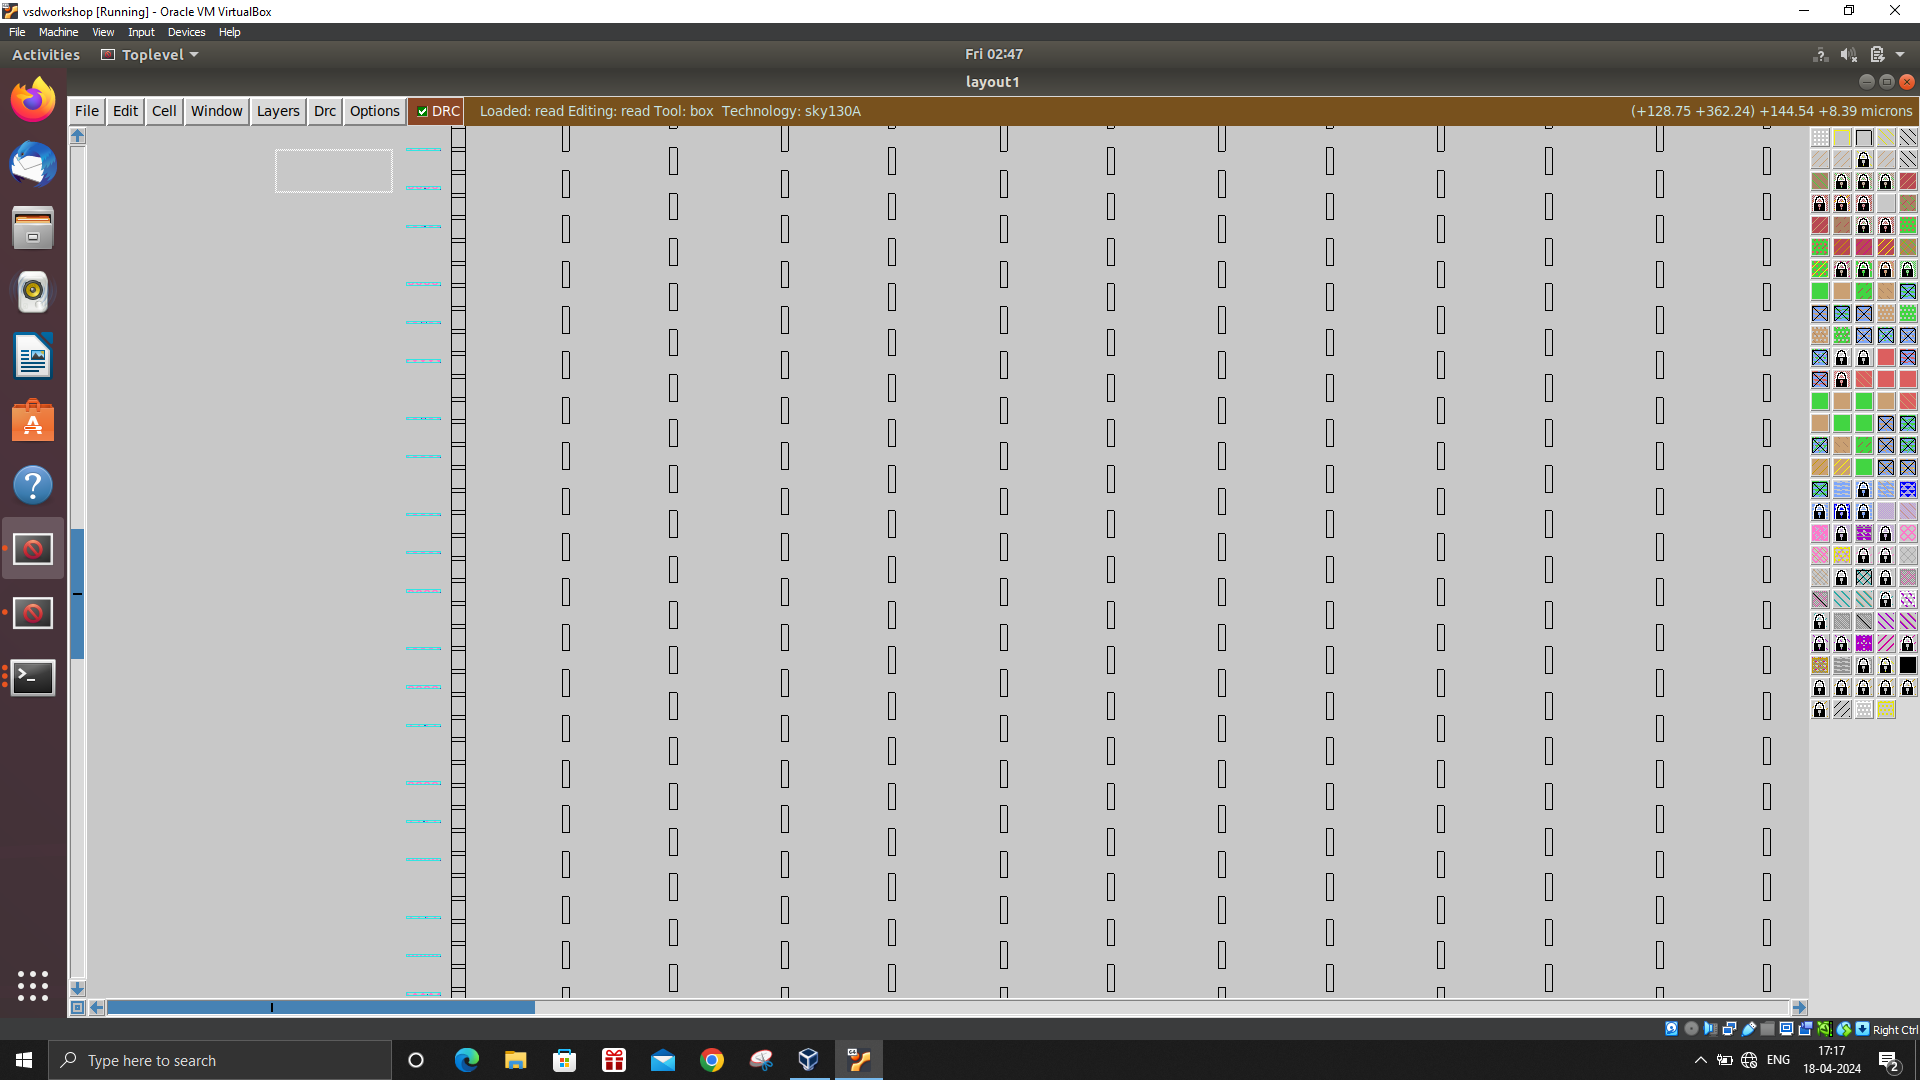 vsdworkshop [Running] - Oracle VM VirtualBox
File Machine View Input Devices Help
Activities Toplevel Fri 02:47
layout1
File Edit Cell Window Layers Drc Options DRC Loaded: read Editing: read Tool: box Technology: sky130A (+128.75 +362.24) +144.54 +8.39 microns
Right Ctrl
Type here to search
ENG
17:17
18-04-2024
2